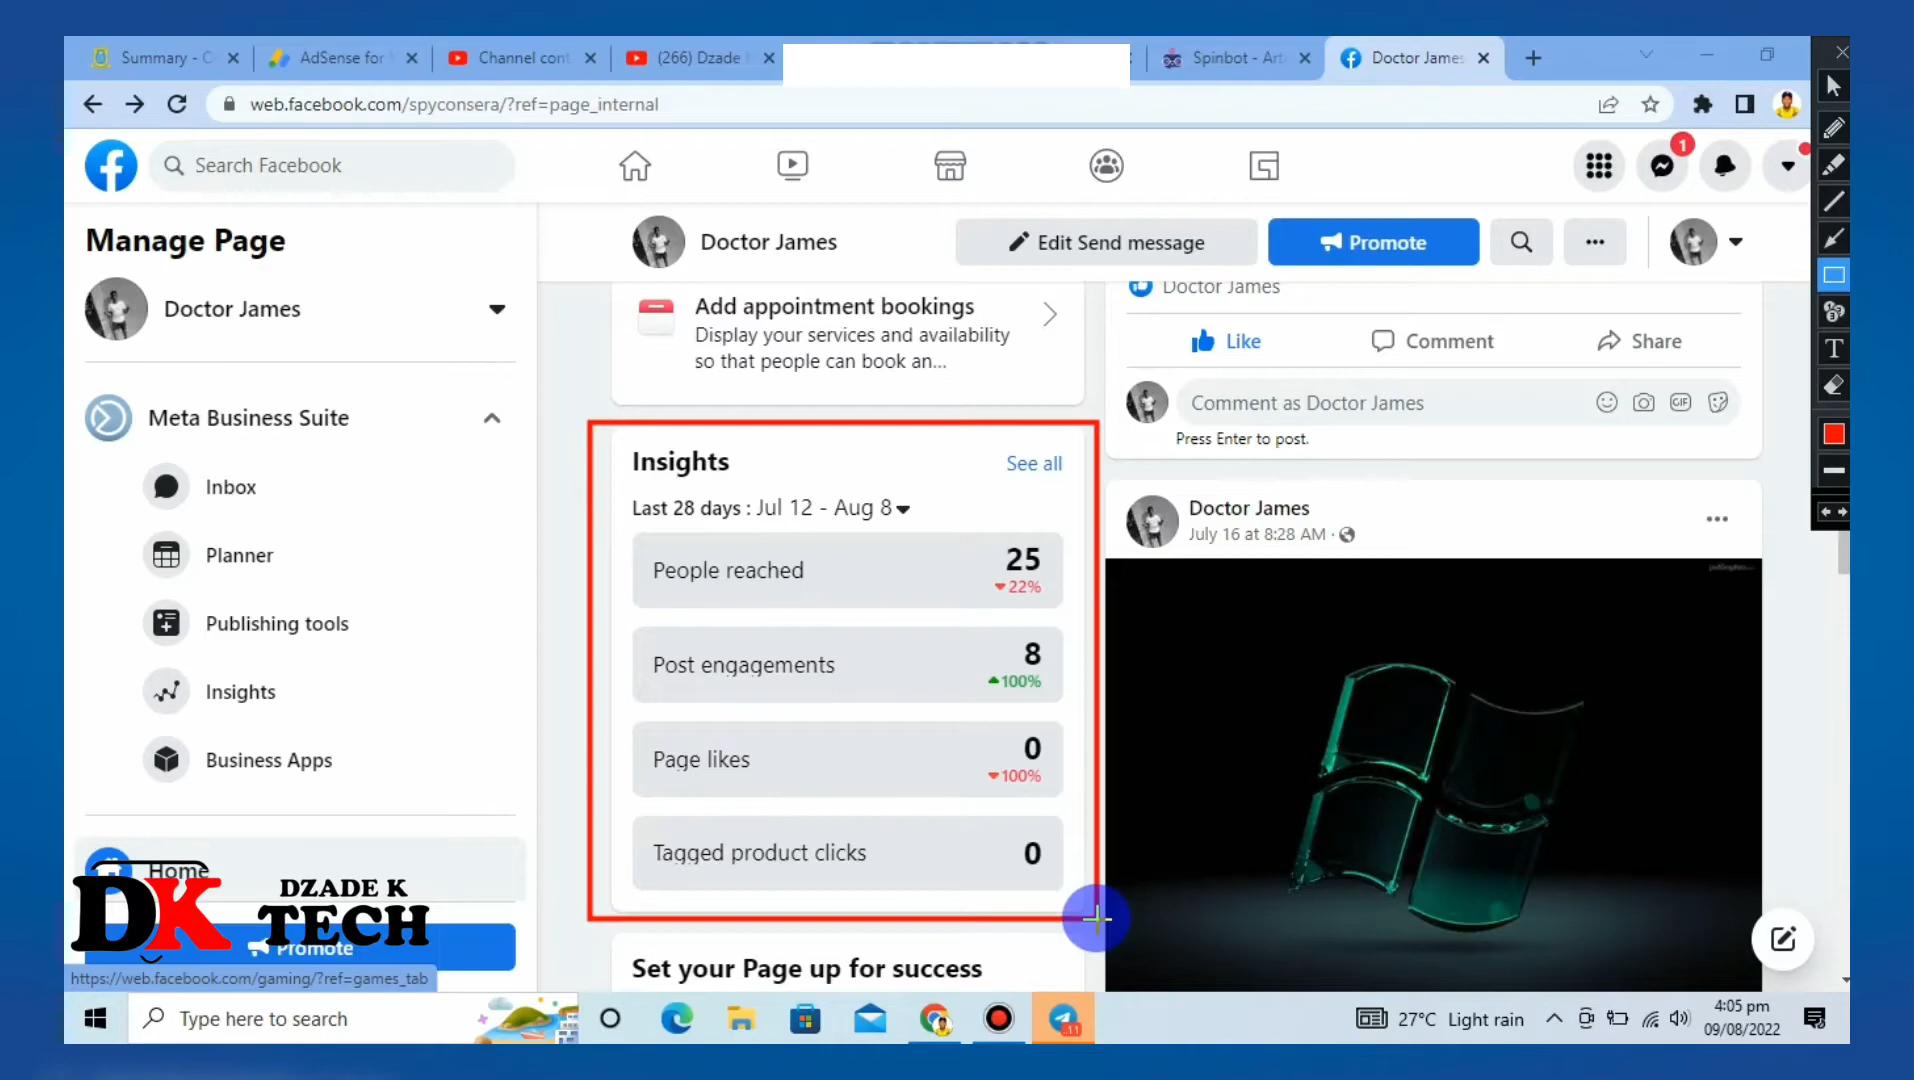 Summary - C
AdSense for
Channel cont
(266) Dzade
Spinbot - Art
Doctor James
web.facebook.com/spyconsera/?ref=page_internal
Search Facebook
1
Manage Page
Doctor James
Meta Business Suite
Inbox
Planner
Publishing tools
Insights
Business Apps
Home
Promote
DK
DZADE K
TECH
https://web.facebook.com/gaming/?ref=games_tab
Doctor James
Edit Send message
Promote
Add appointment bookings
Display your services and availability
so that people can book an...
Insights
See all
Last 28 days : Jul 12 - Aug 8
People reached
25
22%
Post engagements
8
100%
Page likes
0
100%
Tagged product clicks
0
Set your Page up for success
Doctor James
Like
Comment
Share
Comment as Doctor James
GIF
Press Enter to post.
Doctor James
July 16 at 8:28 AM ·
T
Type here to search
11
27°C Light rain
4:05 pm
09/08/2022